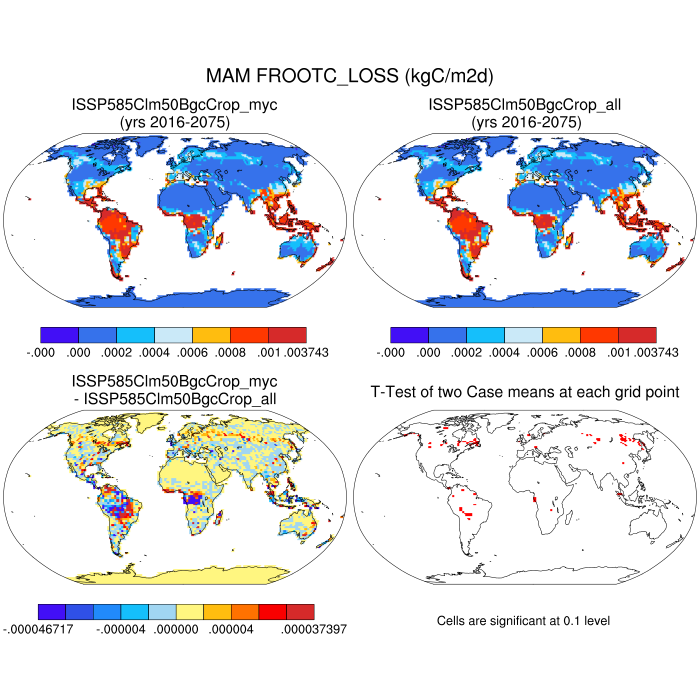 MAM FROOTC_LOSS (kgC/m2d)
ISSP585Clm50BgcCrop_myc
(yrs 2016-2075)
ISSP585Clm50BgcCrop_all
(yrs 2016-2075)
-.000 .000 .0002 .0004 .0006 .0008 .001 .003743
-.000 .000 .0002 .0004 .0006 .0008 .001 .003743
ISSP585Clm50BgcCrop_myc
- ISSP585Clm50BgcCrop_all
T-Test of two Case means at each grid point
-.000046717 -.000004 .000000 .000004 .000037397
Cells are significant at 0.1 level